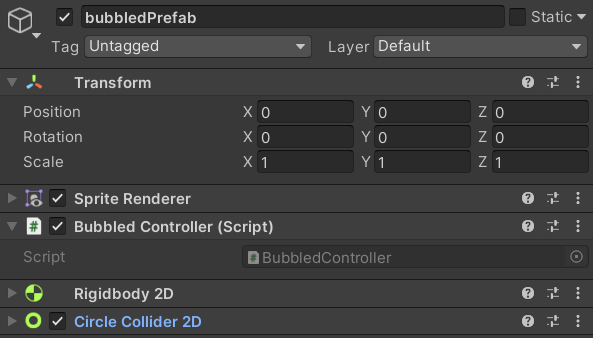 bubbledPrefab Static
Tag Untagged Layer Default
Transform
Position X 0 Y 0 Z 0
Rotation X 0 Y 0 Z 0
Scale X 1 Y 1 Z 1
Sprite Renderer
Bubbled Controller (Script)
Script BubbledController
Rigidbody 2D
Circle Collider 2D